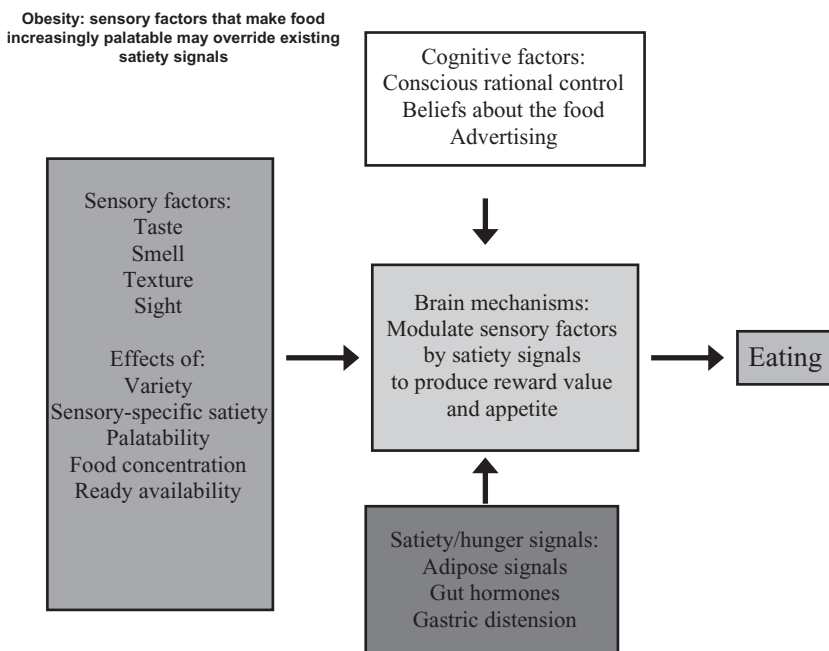 Obesity: sensory factors that make food
increasingly palatable may override existing
satiety signals
Cognitive factors:
Conscious rational control
Beliefs about the food
Advertising
Sensory factors:
Taste
Smell
Texture
Sight
Effects of:
Variety
Sensory-specific satiety
Palatability
Food concentration
Ready availability
Brain mechanisms:
Modulate sensory factors
by satiety signals
to produce reward value
and appetite
Eating
Satiety/hunger signals:
Adipose signals
Gut hormones
Gastric distension